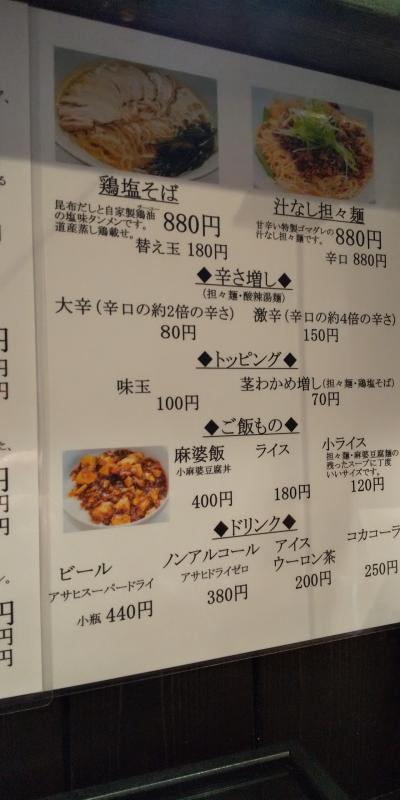 鶏塩そば
昆布だしと自家製鶏油
の塩味タンメンです。
道産蒸し鶏載せ。
880円
替え玉 180円
汁なし担々麺
甘辛い特製ゴマダレの
汁なし担々麺です。
880円
辛口 880円
◆辛さ増し◆
(担々麺・酸辣湯麺)
大辛(辛口の約2倍の辛さ)
80円
激辛(辛口の約4倍の辛さ)
150円
◆トッピング◆
味玉
100円
茎わかめ増し(担々麺・鶏塩そば)
70円
◆ご飯もの◆
麻婆飯
小麻婆豆腐丼
400円
ライス
180円
小ライス
担々麺・麻婆豆腐麺の
残ったスープに丁度
いいサイズです。
120円
◆ドリンク◆
ビール
アサヒスーパードライ
小瓶 440円
ノンアルコール
アサヒドライゼロ
380円
アイス
ウーロン茶
200円
コカコーラ
250円